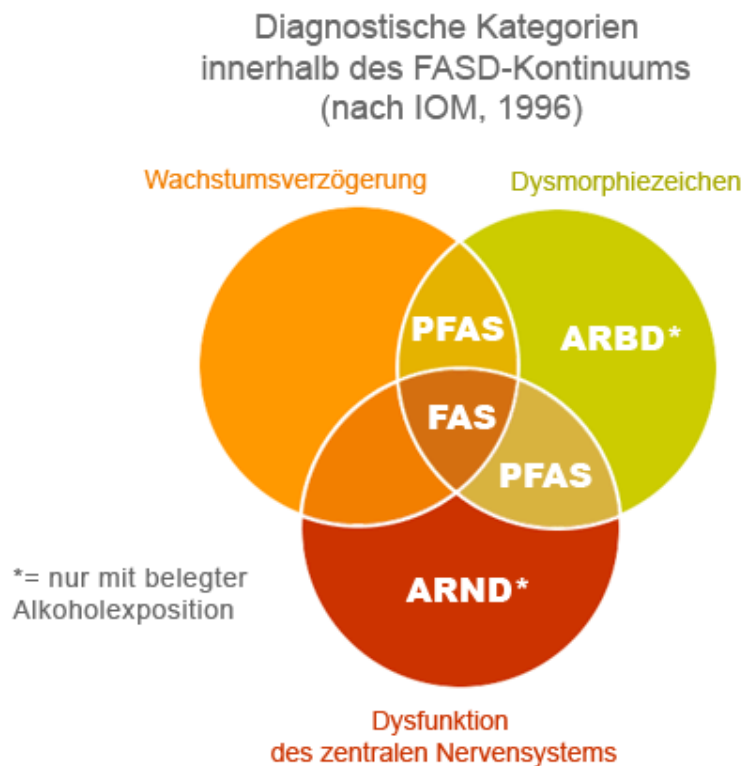 Diagnostische Kategorien
innerhalb des FASD-Kontinuums
(nach IOM, 1996)
Wachstumsverzögerung
Dysmorphiezeichen
PFAS
ARBD*
FAS
PFAS
ARND*
*= nur mit belegter
Alkoholexposition
Dysfunktion
des zentralen Nervensystems